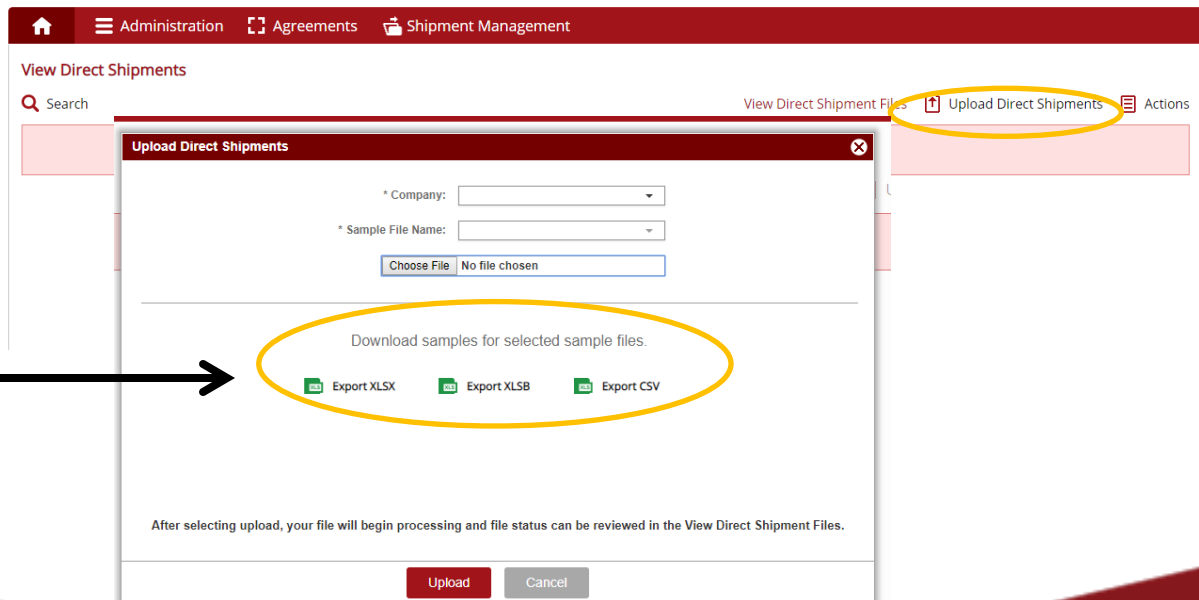 Administration Agreements Shipment Management
View Direct Shipments
Search View Direct Shipment Files Upload Direct Shipments Actions
Upload Direct Shipments
* Company:
* Sample File Name:
Choose File No file chosen
Download samples for selected sample files.
XLS Export XLSX XLS Export XLSB XLS Export CSV
After selecting upload, your file will begin processing and file status can be reviewed in the View Direct Shipment Files.
Upload Cancel